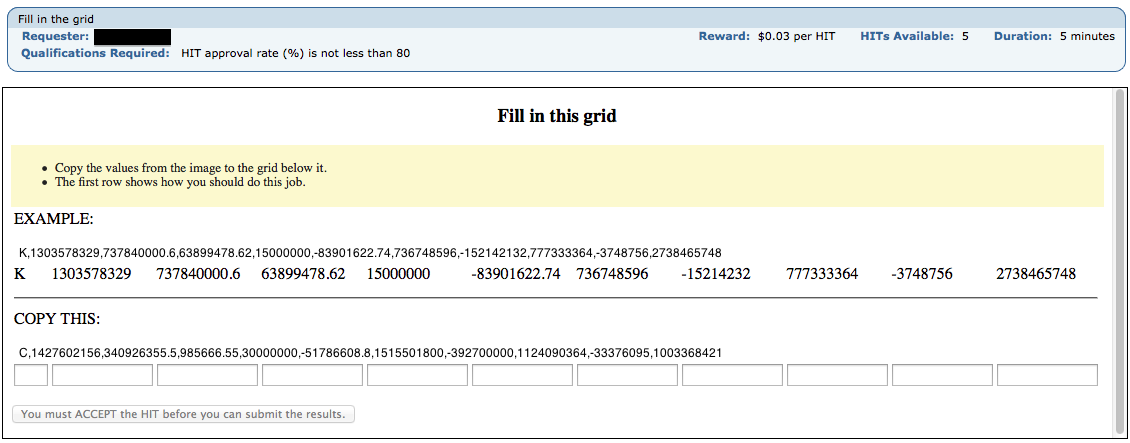 Fill in the grid
Requester: Reward: $0.03 per HIT HITs Available: 5 Duration: 5 minutes
Qualifications Required: HIT approval rate (%) is not less than 80
Fill in this grid
• Copy the values from the image to the grid below it.
• The first row shows how you should do this job.
EXAMPLE:
K,1303578329,737840000.6,63899478.62,15000000,-83901622.74,736748596,-152142132,777333364,-3748756,2738465748
K 1303578329 737840000.6 63899478.62 15000000 -83901622.74 736748596 -15214232 777333364 -3748756 2738465748
COPY THIS:
C,1427602156,340926355.5,985666.55,30000000,-51786608.8,1515501800,-392700000,1124090364,-33376095,1003368421
You must ACCEPT the HIT before you can submit the results.